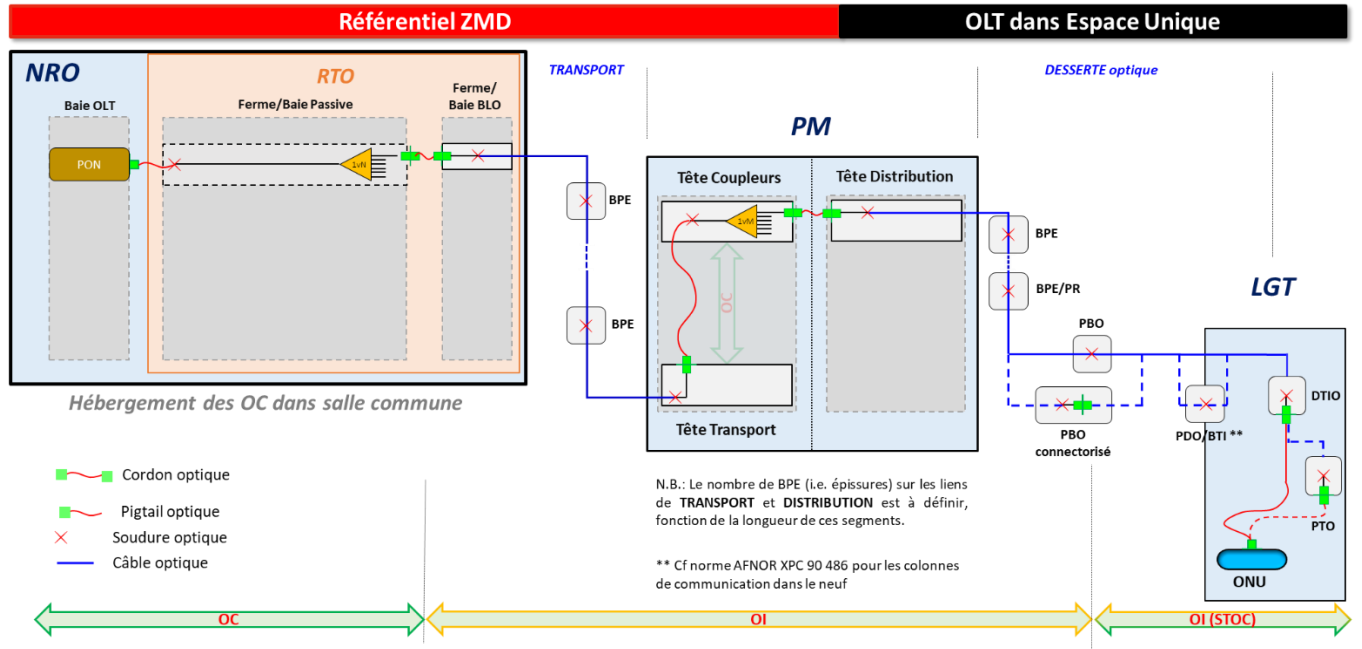 Référentiel ZMD
OLT dans Espace Unique
NRO
RTO
TRANSPORT
DESSERTE optique
Baie OLT
Ferme/Baie Passive
Ferme/
Baie BLO
PM
PON
1vN
Tête Coupleurs
Tête Distribution
1vM
BPE
BPE
BPE
BPE/PR
OC
LGT
PBO
Hébergement des OC dans salle commune
Tête Transport
PBO
connectorisé
PDO/BTI **
DTIO
PTO
ONU
Cordon optique
Pigtail optique
Soudure optique
Câble optique
N.B.: Le nombre de BPE (i.e. épissures) sur les liens
de TRANSPORT et DISTRIBUTION est à définir,
fonction de la longueur de ces segments.
** Cf norme AFNOR XPC 90 486 pour les colonnes
de communication dans le neuf
OC
OI
OI (STOC)